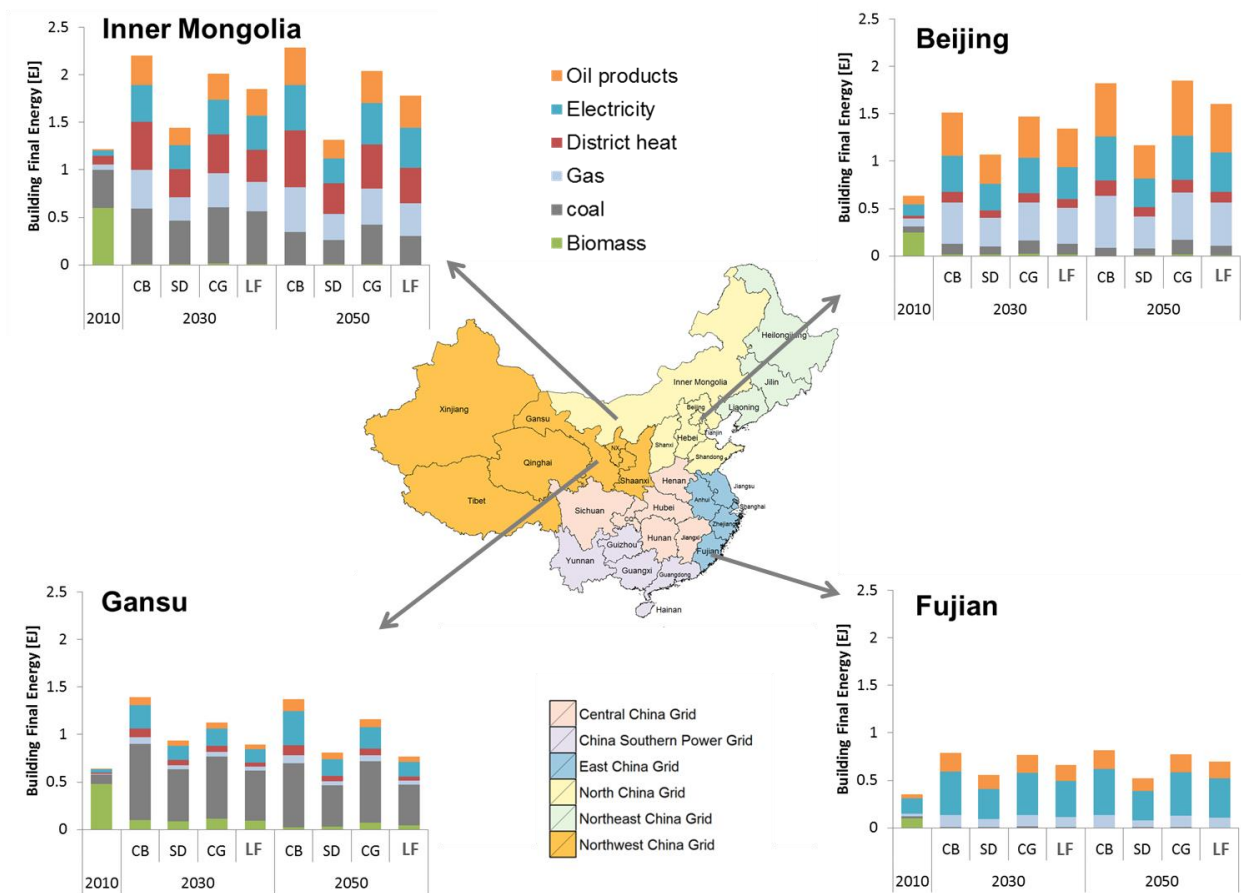 Inner Mongolia
Building Final Energy [EJ]
2.5
2
1.5
1
0.5
0
CB SD CG LF CB SD CG LF
2010 2030 2050
Oil products
Electricity
District heat
Gas
coal
Biomass
Beijing
Building Final Energy [EJ]
2.5
2
1.5
1
0.5
0
CB SD CG LF CB SD CG LF
2010 2030 2050
Heilongjiang
Jilin
Liaoning
Inner Mongolia
Beijing
Tianjin
Hebei
Shanxi
Shandong
Xinjiang
Gansu
NX
Qinghai
Shaanxi
Tibet
Henan
Jiangsu
Anhui
Shanghai
Sichuan
Hubei
Zhejiang
CQ
Hunan
Jiangxi
Guizhou
Fujian
Yunnan
Guangxi
Guangdong
Hainan
Gansu
Building Final Energy [EJ]
2.5
2
1.5
1
0.5
0
CB SD CG LF CB SD CG LF
2010 2030 2050
Central China Grid
China Southern Power Grid
East China Grid
North China Grid
Northeast China Grid
Northwest China Grid
Fujian
Building Final Energy [EJ]
2.5
2
1.5
1
0.5
0
CB SD CG LF CB SD CG LF
2010 2030 2050